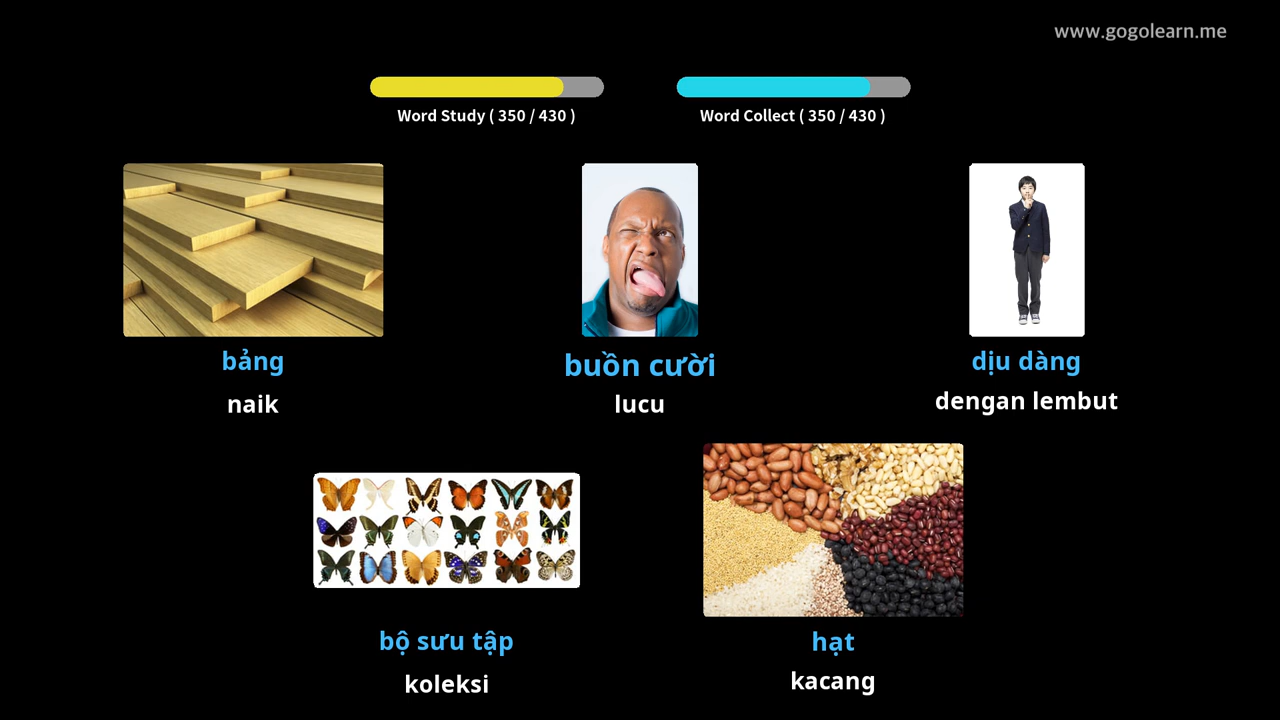 www.gogolearn.me
Word Study ( 350 / 430 )
Word Collect ( 350 / 430 )
bảng
naik
buồn cười
lucu
dịu dàng
dengan lembut
bộ sưu tập
koleksi
hạt
kacang